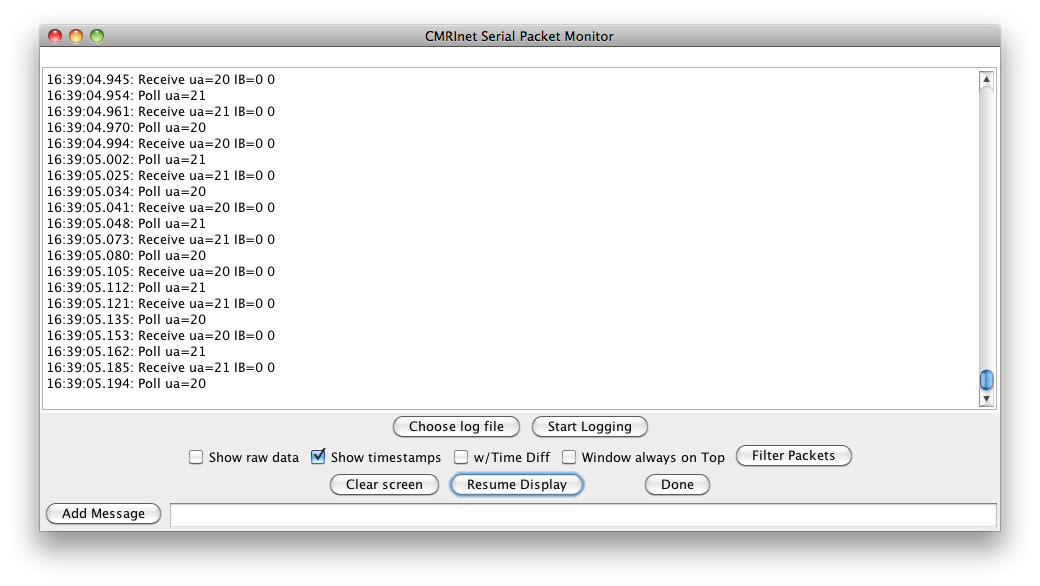 CMRInet Serial Packet Monitor
16:39:04.945: Receive ua=20 IB=0 0
16:39:04.954: Poll ua=21
16:39:04.961: Receive ua=21 IB=0 0
16:39:04.970: Poll ua=20
16:39:04.994: Receive ua=20 IB=0 0
16:39:05.002: Poll ua=21
16:39:05.025: Receive ua=21 IB=0 0
16:39:05.034: Poll ua=20
16:39:05.041: Receive ua=20 IB=0 0
16:39:05.048: Poll ua=21
16:39:05.073: Receive ua=21 IB=0 0
16:39:05.080: Poll ua=20
16:39:05.105: Receive ua=20 IB=0 0
16:39:05.112: Poll ua=21
16:39:05.121: Receive ua=21 IB=0 0
16:39:05.135: Poll ua=20
16:39:05.153: Receive ua=20 IB=0 0
16:39:05.162: Poll ua=21
16:39:05.185: Receive ua=21 IB=0 0
16:39:05.194: Poll ua=20
Choose log file Start Logging
Show raw data Show timestamps w/Time Diff Window always on Top Filter Packets
Clear screen Resume Display Done
Add Message